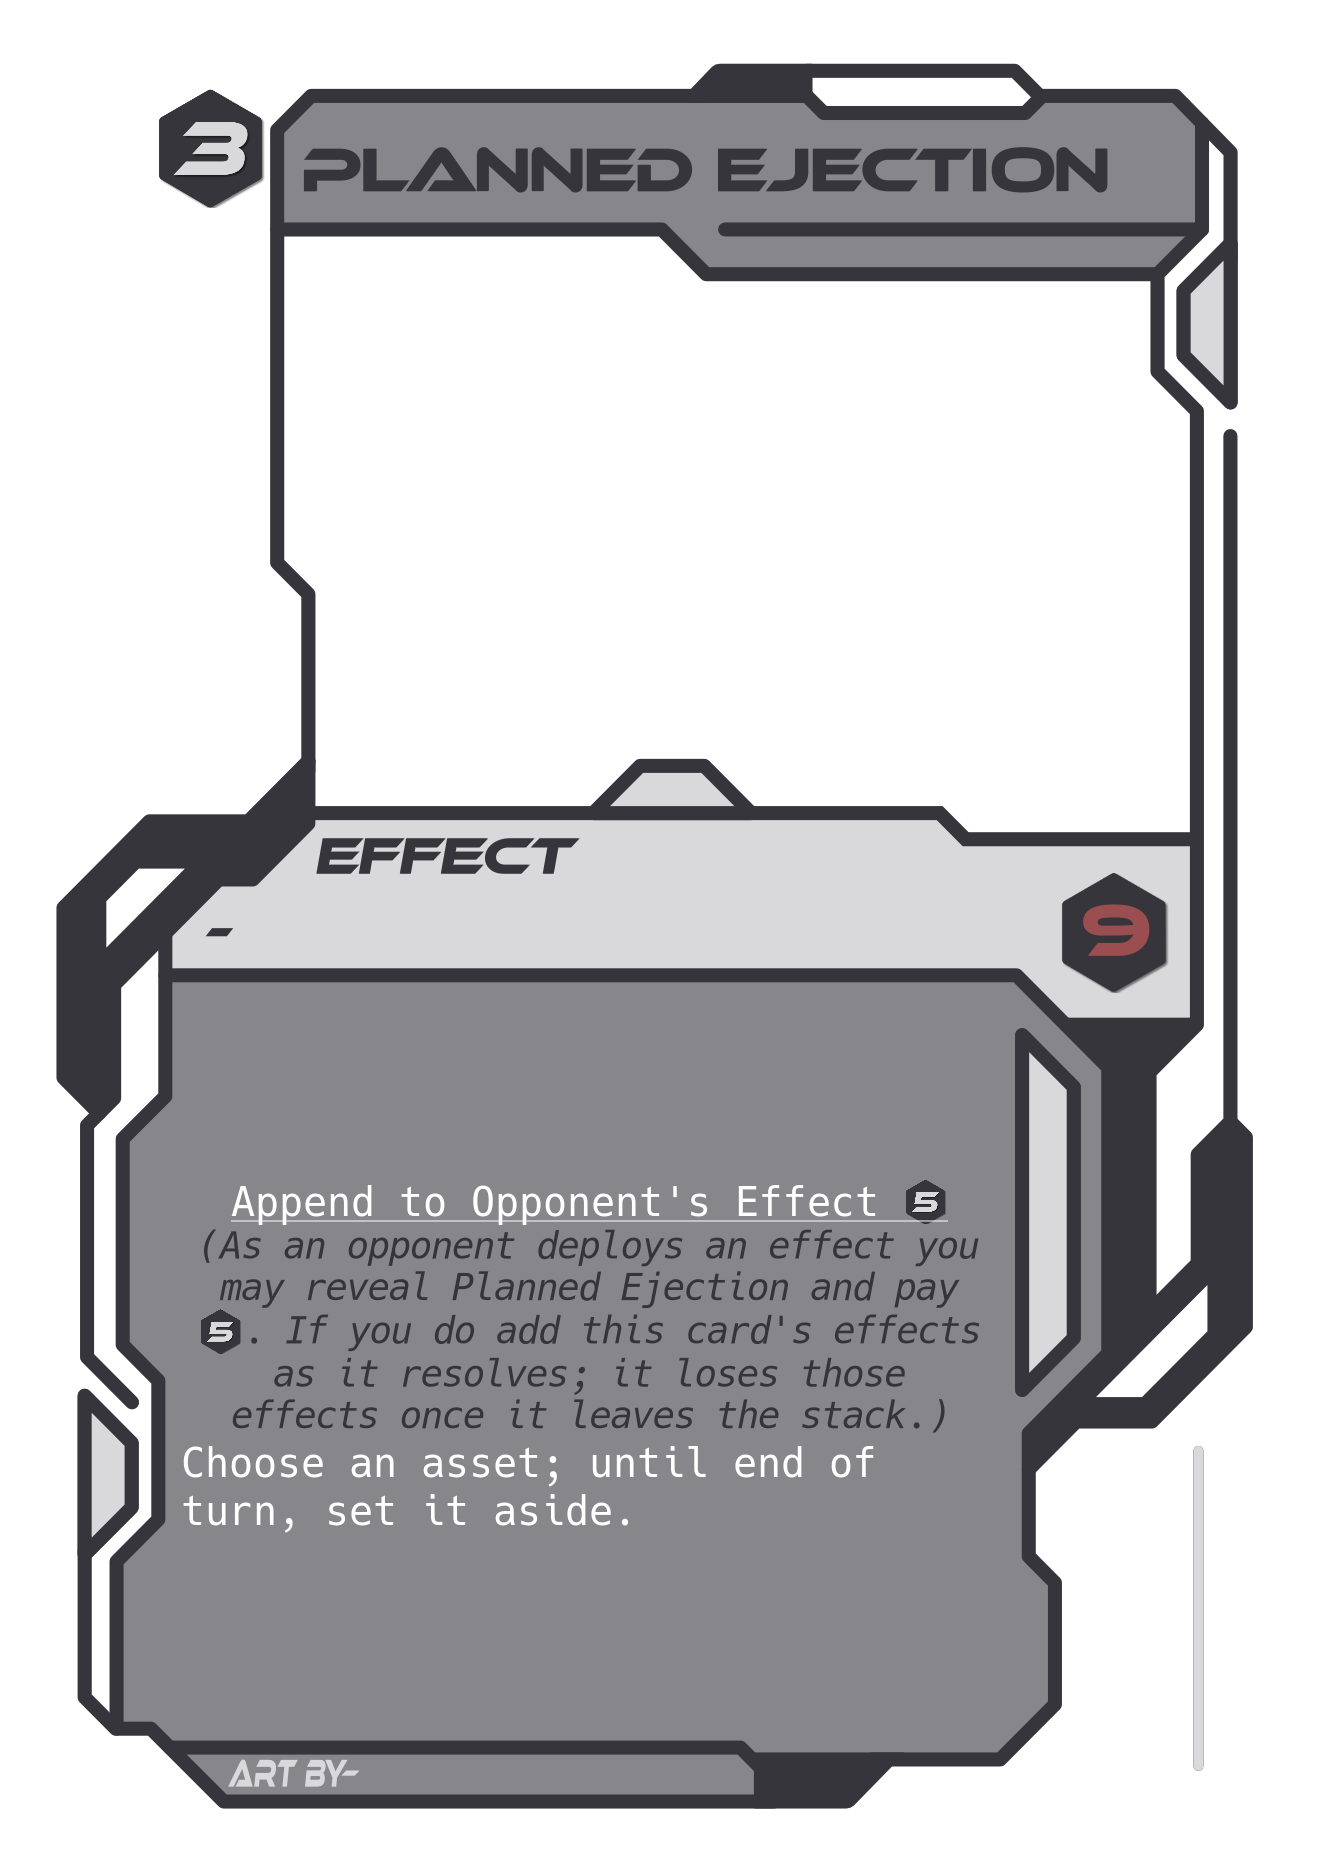 3
PLANNED EJECTION
EFFECT
-
9
Append to Opponent's Effect 5
(As an opponent deploys an effect you
may reveal Planned Ejection and pay
5. If you do add this card's effects
as it resolves; it loses those
effects once it leaves the stack.)
Choose an asset; until end of
turn, set it aside.
ART BY-